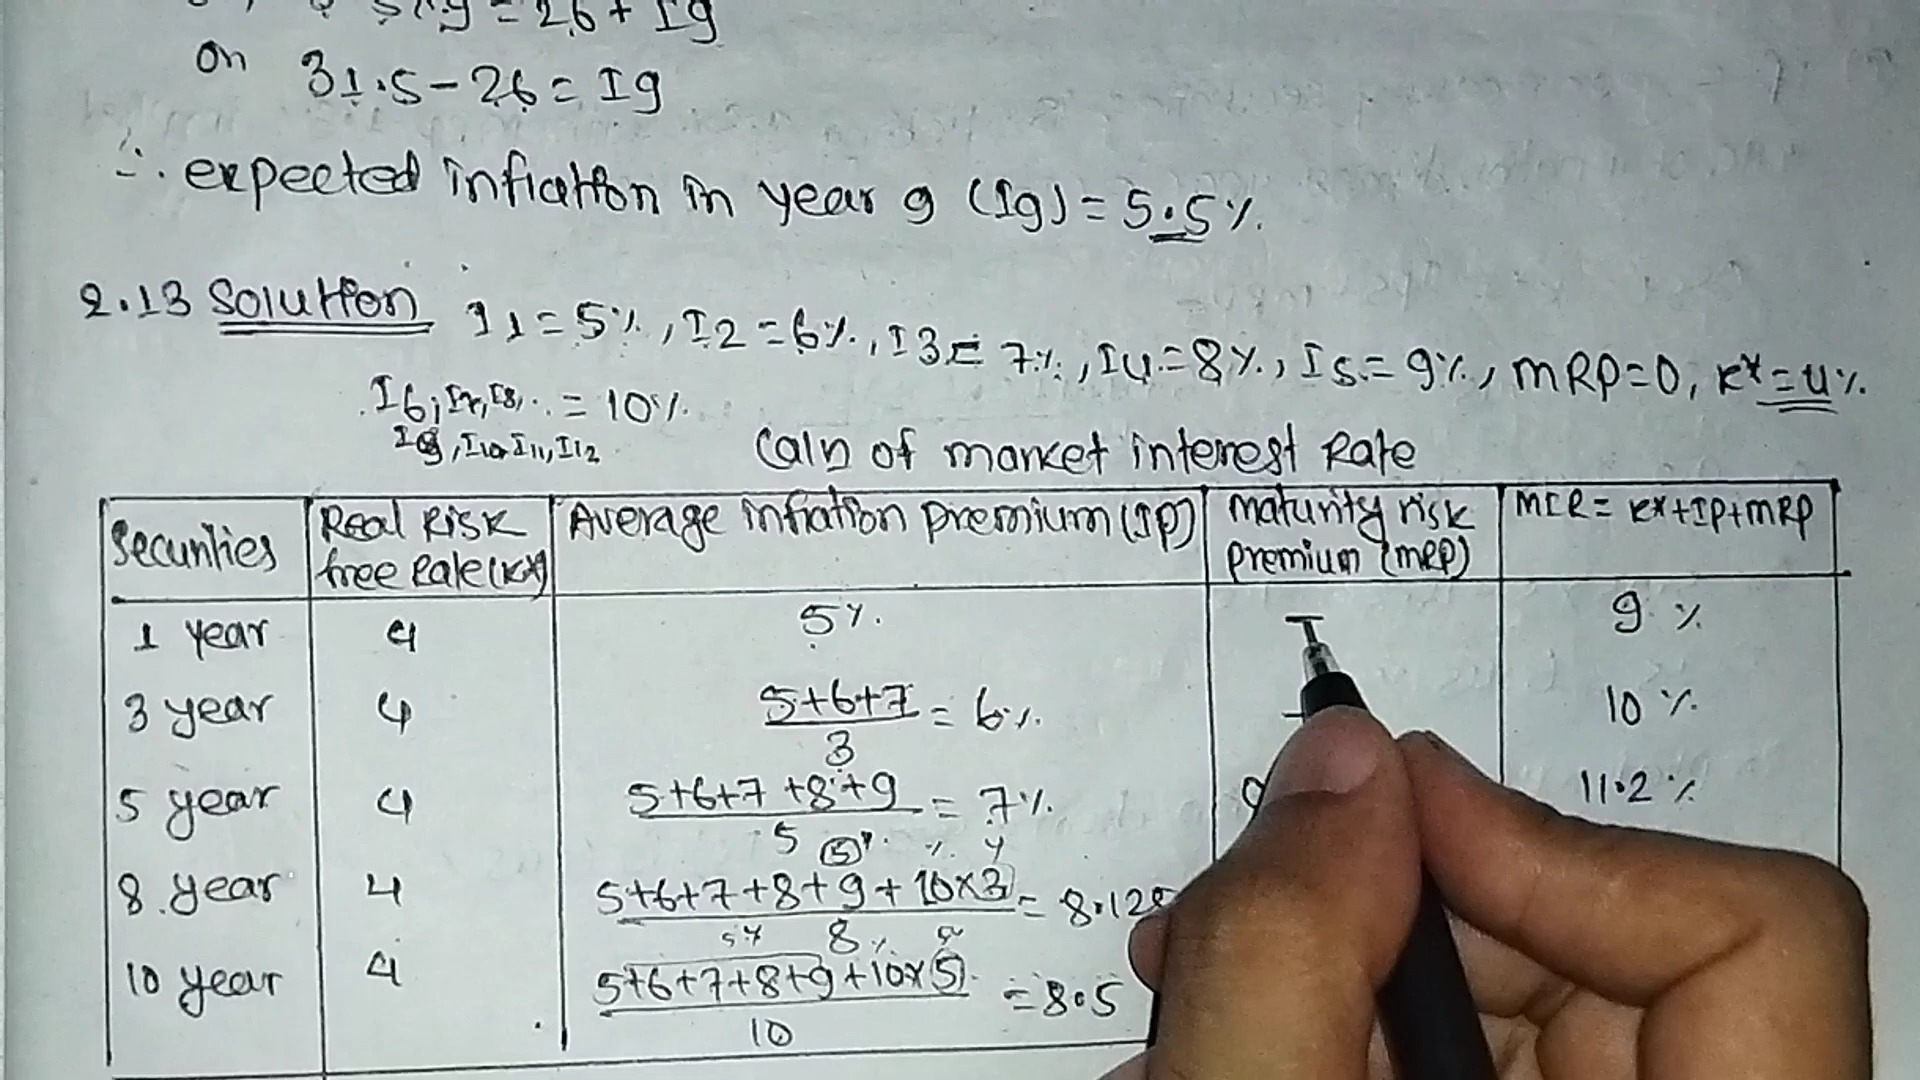 5×9=26+I9
on 31.5-26=I9
∴ expected inflation in year 9 (I9) = 5.5%.
2.13 Solution I1=5%, I2=6%, I3=7%, I4=8%, I5=9%, MRP=0, K*=4%.
I6, I7, I8, = 10%.
I9, I10, I11, I12
Caln of market interest Rate
Securities | Real Risk free Rate (K*) | Average inflation premium (IP) | maturity risk premium (MRP) | MIR = K*+IP+MRP
1 year 4 5%. - 9%
3 year 4 5+6+7/3 = 6%. - 10%
5 year 4 5+6+7+8+9/5 = 7%. 11.2%
8 year 4 5+6+7+8+9+10×3/8 = 8.125
10 year 4 5+6+7+8+9+10×5/10 = 8.5